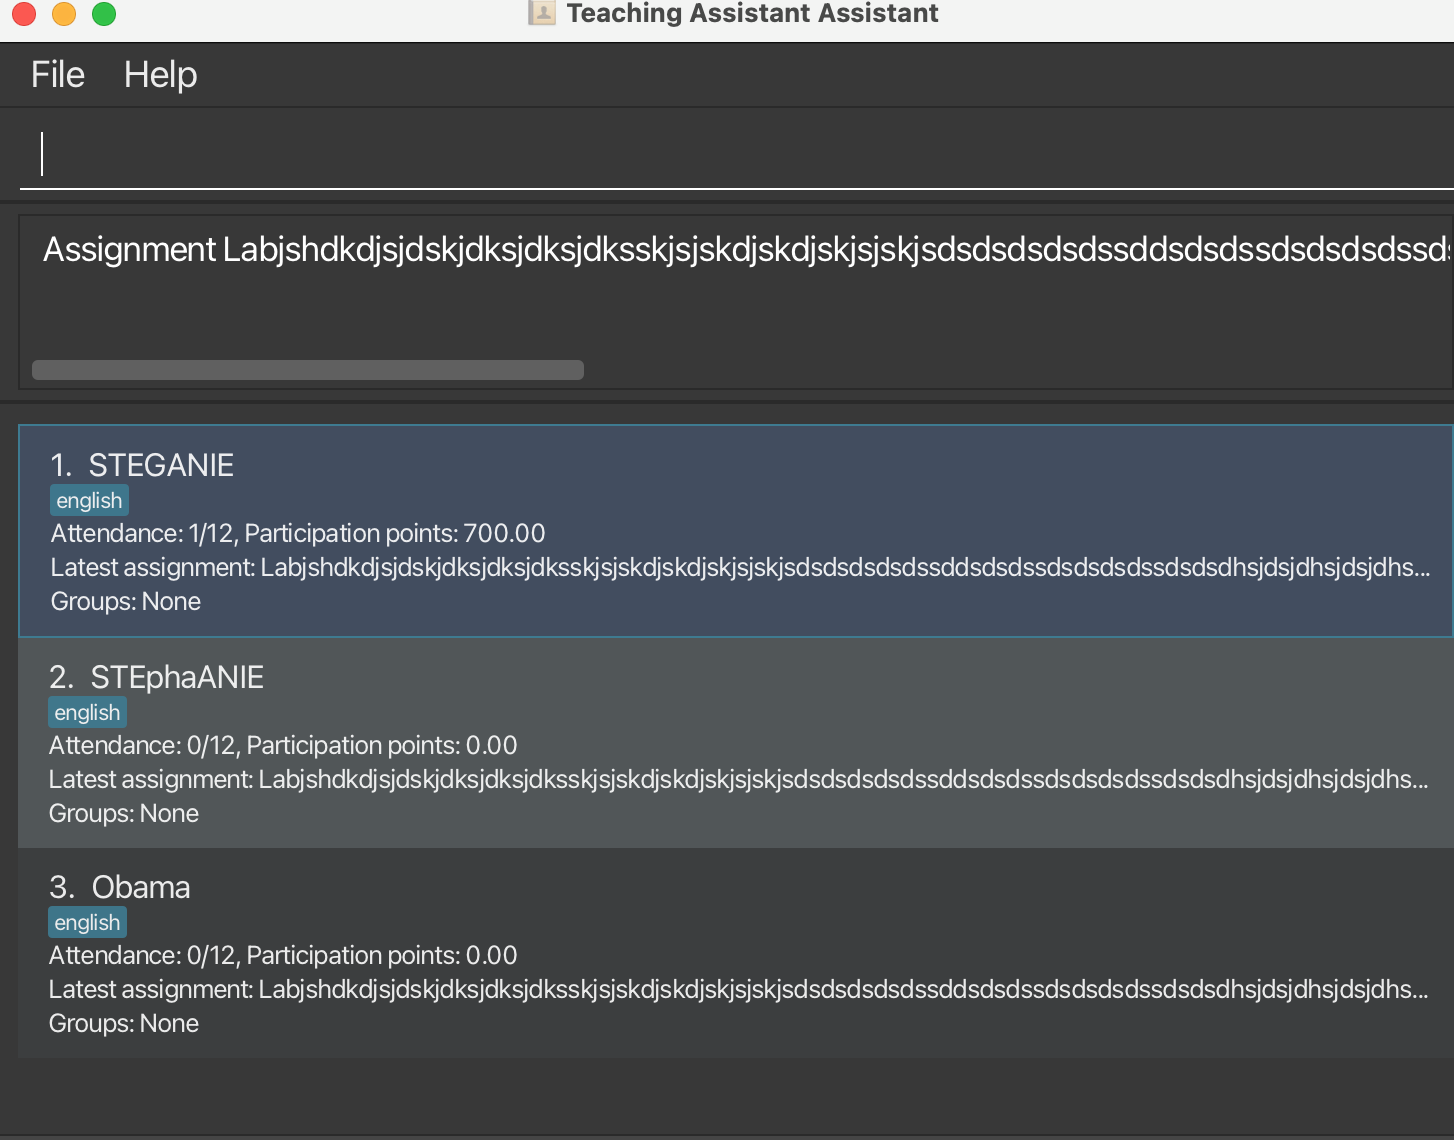 Teaching Assistant Assistant
File Help
Assignment Labjshdkdjsjdskjdksjdksjdksskjsjskdjskdjskjsjskjsdsdsdsdsdssddsdsdssdsdsdsdssds
1. STEGANIE
english
Attendance: 1/12, Participation points: 700.00
Latest assignment: Labjshdkdjsjdskjdksjdksjdksskjsjskdjskdjskjsjskjsdsdsdsdsdssddsdsdssdsdsdsdssdsdsdhsjdsjdhsjdsjdhs...
Groups: None
2. STEphaANIE
english
Attendance: 0/12, Participation points: 0.00
Latest assignment: Labjshdkdjsjdskjdksjdksjdksskjsjskdjskdjskjsjskjsdsdsdsdsdssddsdsdssdsdsdsdssdsdsdhsjdsjdhsjdsjdhs...
Groups: None
3. Obama
english
Attendance: 0/12, Participation points: 0.00
Latest assignment: Labjshdkdjsjdskjdksjdksjdksskjsjskdjskdjskjsjskjsdsdsdsdsdssddsdsdssdsdsdsdssdsdsdhsjdsjdhsjdsjdhs...
Groups: None